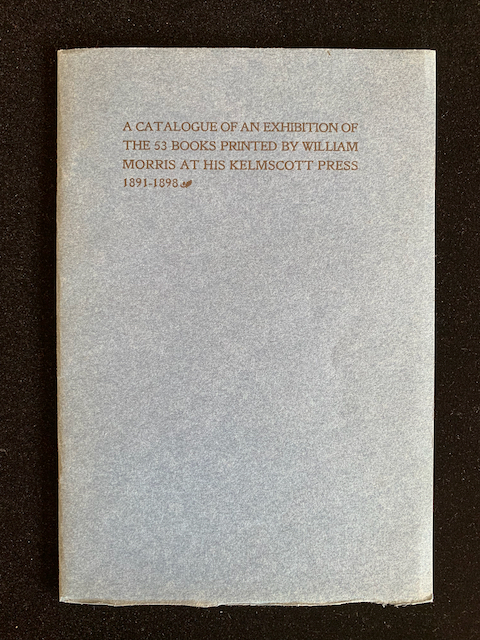 A CATALOGUE OF AN EXHIBITION OF
THE 53 BOOKS PRINTED BY WILLIAM
MORRIS AT HIS KELMSCOTT PRESS
1891-1898